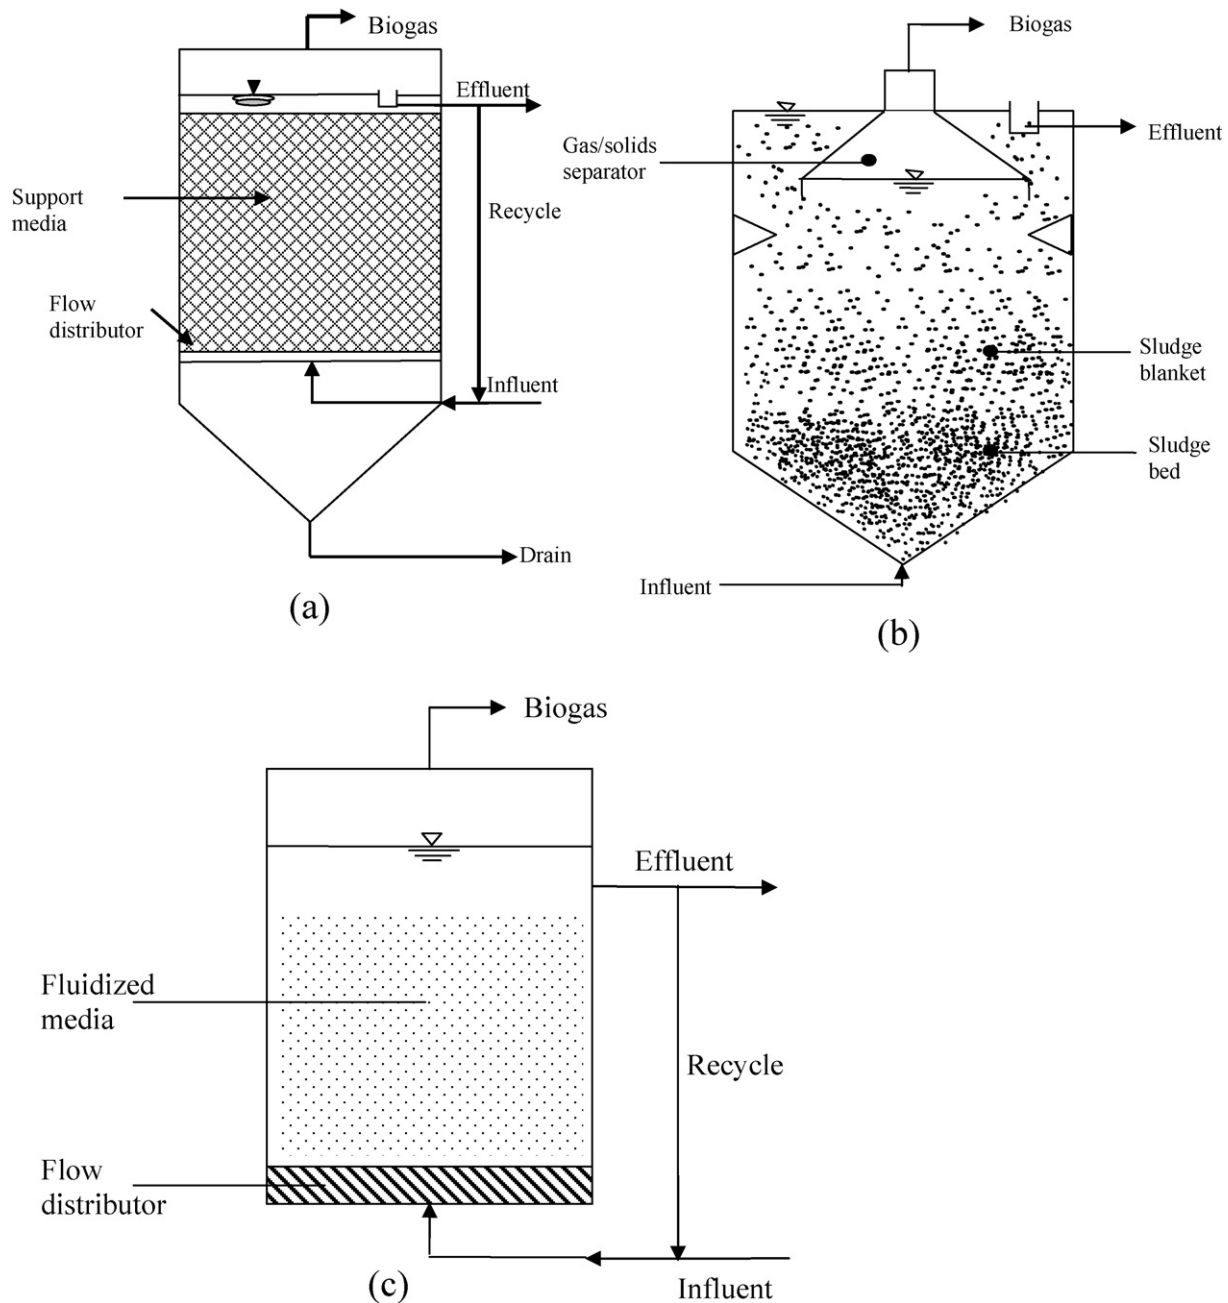 Biogas
Effluent
Support
media
Recycle
Flow
distributor
Influent
Drain
(a)
Biogas
Gas/solids
separator
Effluent
Sludge
blanket
Sludge
bed
Influent
(b)
Biogas
Effluent
Fluidized
media
Recycle
Flow
distributor
Influent
(c)